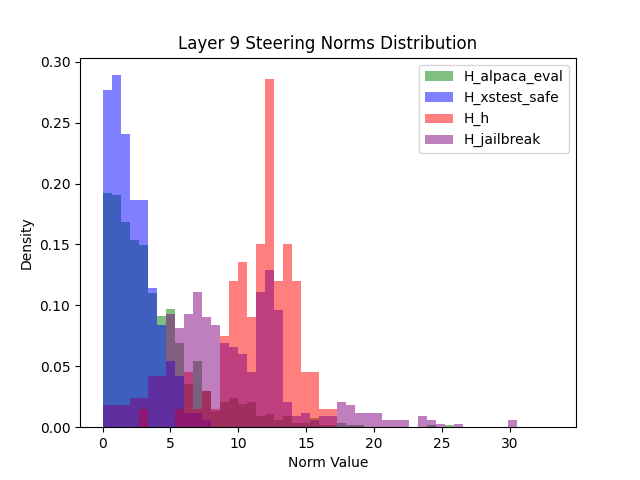 Layer 9 Steering Norms Distribution
H_alpaca_eval
H_xstest_safe
H_h
H_jailbreak
0.30
0.25
0.20
0.15
0.10
0.05
0.00
Density
0 5 10 15 20 25 30
Norm Value